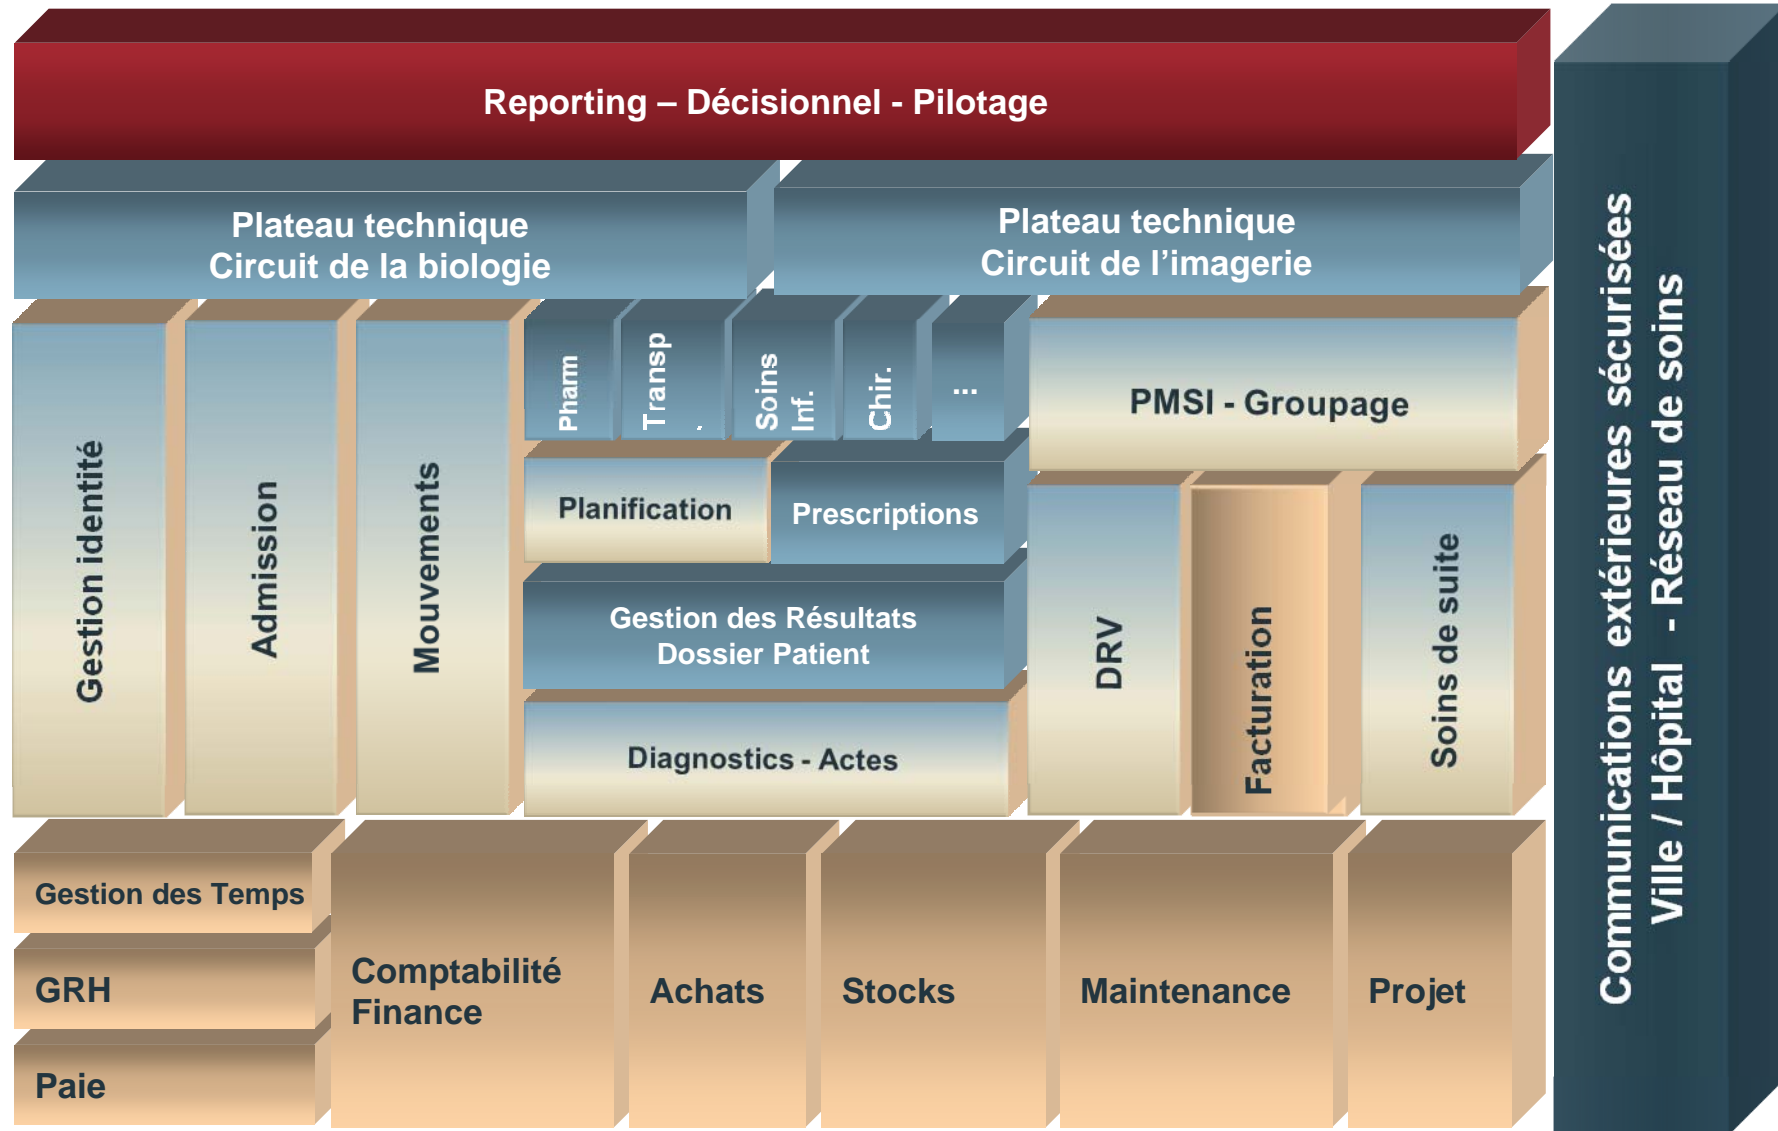 Reporting – Décisionnel - Pilotage
Plateau technique
Circuit de la biologie
Plateau technique
Circuit de l’imagerie
Gestion identité
Admission
Mouvements
Pharm
Transp
.
Soins
Inf.
Chir.
...
PMSI - Groupage
Planification
Prescriptions
Gestion des Résultats
Dossier Patient
Diagnostics - Actes
DRV
Facturation
Soins de suite
Gestion des Temps
GRH
Paie
Comptabilité
Finance
Achats
Stocks
Maintenance
Projet
Communications extérieures sécurisées
Ville / Hôpital - Réseau de soins